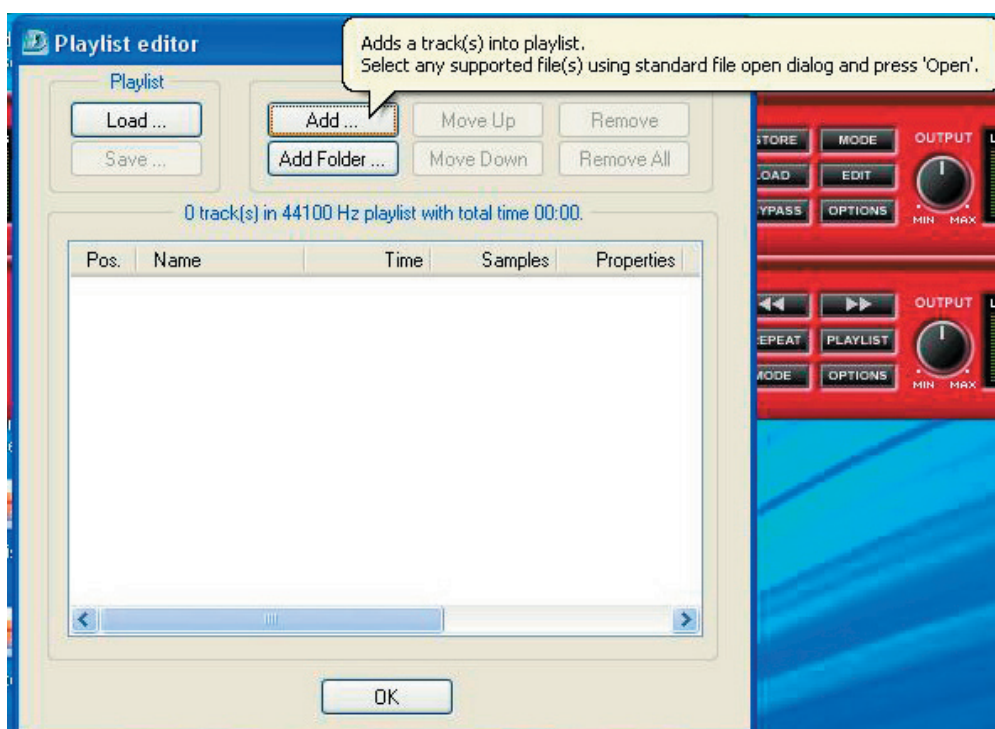 Playlist editor
Adds a track(s) into playlist.
Select any supported file(s) using standard file open dialog and press 'Open'.
Playlist
Load ...
Add ...
Move Up
Remove
Save ...
Add Folder ...
Move Down
Remove All
0 track(s) in 44100 Hz playlist with total time 00:00.
Pos. Name Time Samples Properties
OK
STORE MODE OUTPUT
LOAD EDIT
BYPASS OPTIONS MIN MAX
OUTPUT
REPEAT PLAYLIST
MODE OPTIONS MIN MAX